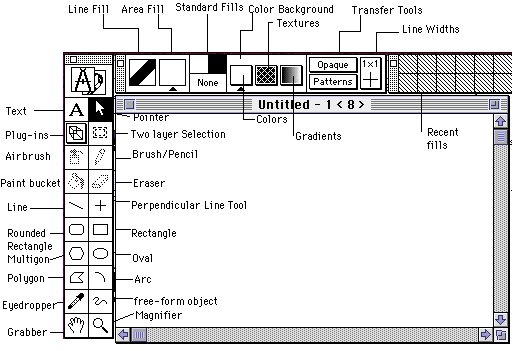 Line Fill
Area Fill
Standard Fills
Color Background
Textures
Transfer Tools
Line Widths
None
Opaque
Patterns
1x1
A
Untitled - 1 < 8 >
Text
A
Pointer
Colors
Gradients
Recent
fills
Plug-ins
Two layer Selection
Airbrush
Brush/Pencil
Paint bucket
Eraser
Line
Perpendicular Line Tool
Rounded
Rectangle
Rectangle
Multigon
Oval
Polygon
Arc
Eyedropper
free-form object
Magnifier
Grabber